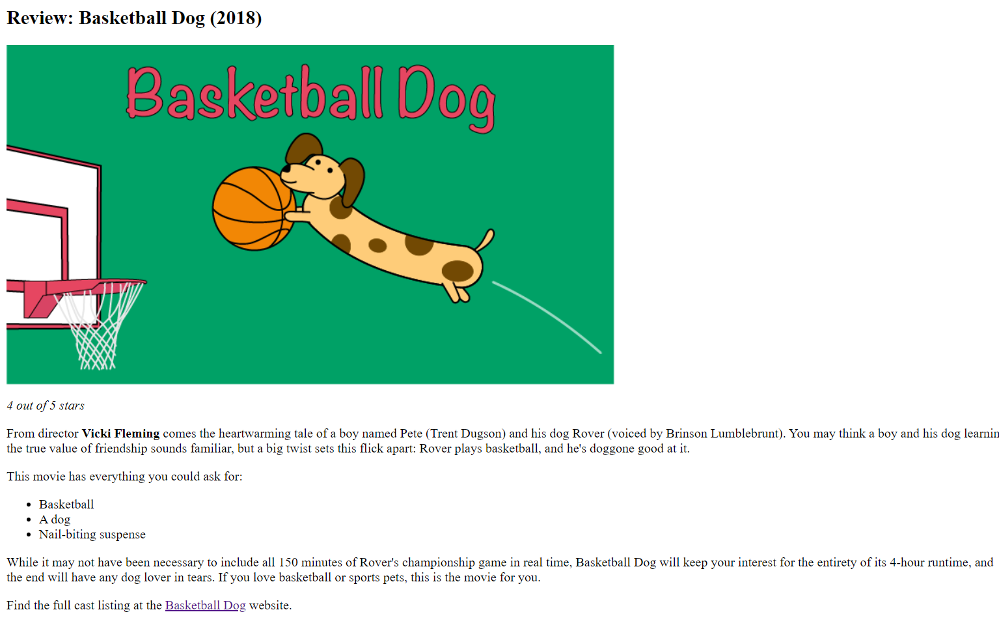 Review: Basketball Dog (2018)
Basketball Dog
4 out of 5 stars
From director Vicki Fleming comes the heartwarming tale of a boy named Pete (Trent Dugson) and his dog Rover (voiced by Brinson Lumblebrunt). You may think a boy and his dog learnin
the true value of friendship sounds familiar, but a big twist sets this flick apart: Rover plays basketball, and he's doggone good at it.
This movie has everything you could ask for:
• Basketball
• A dog
• Nail-biting suspense
While it may not have been necessary to include all 150 minutes of Rover's championship game in real time, Basketball Dog will keep your interest for the entirety of its 4-hour runtime, and
the end will have any dog lover in tears. If you love basketball or sports pets, this is the movie for you.
Find the full cast listing at the Basketball Dog website.